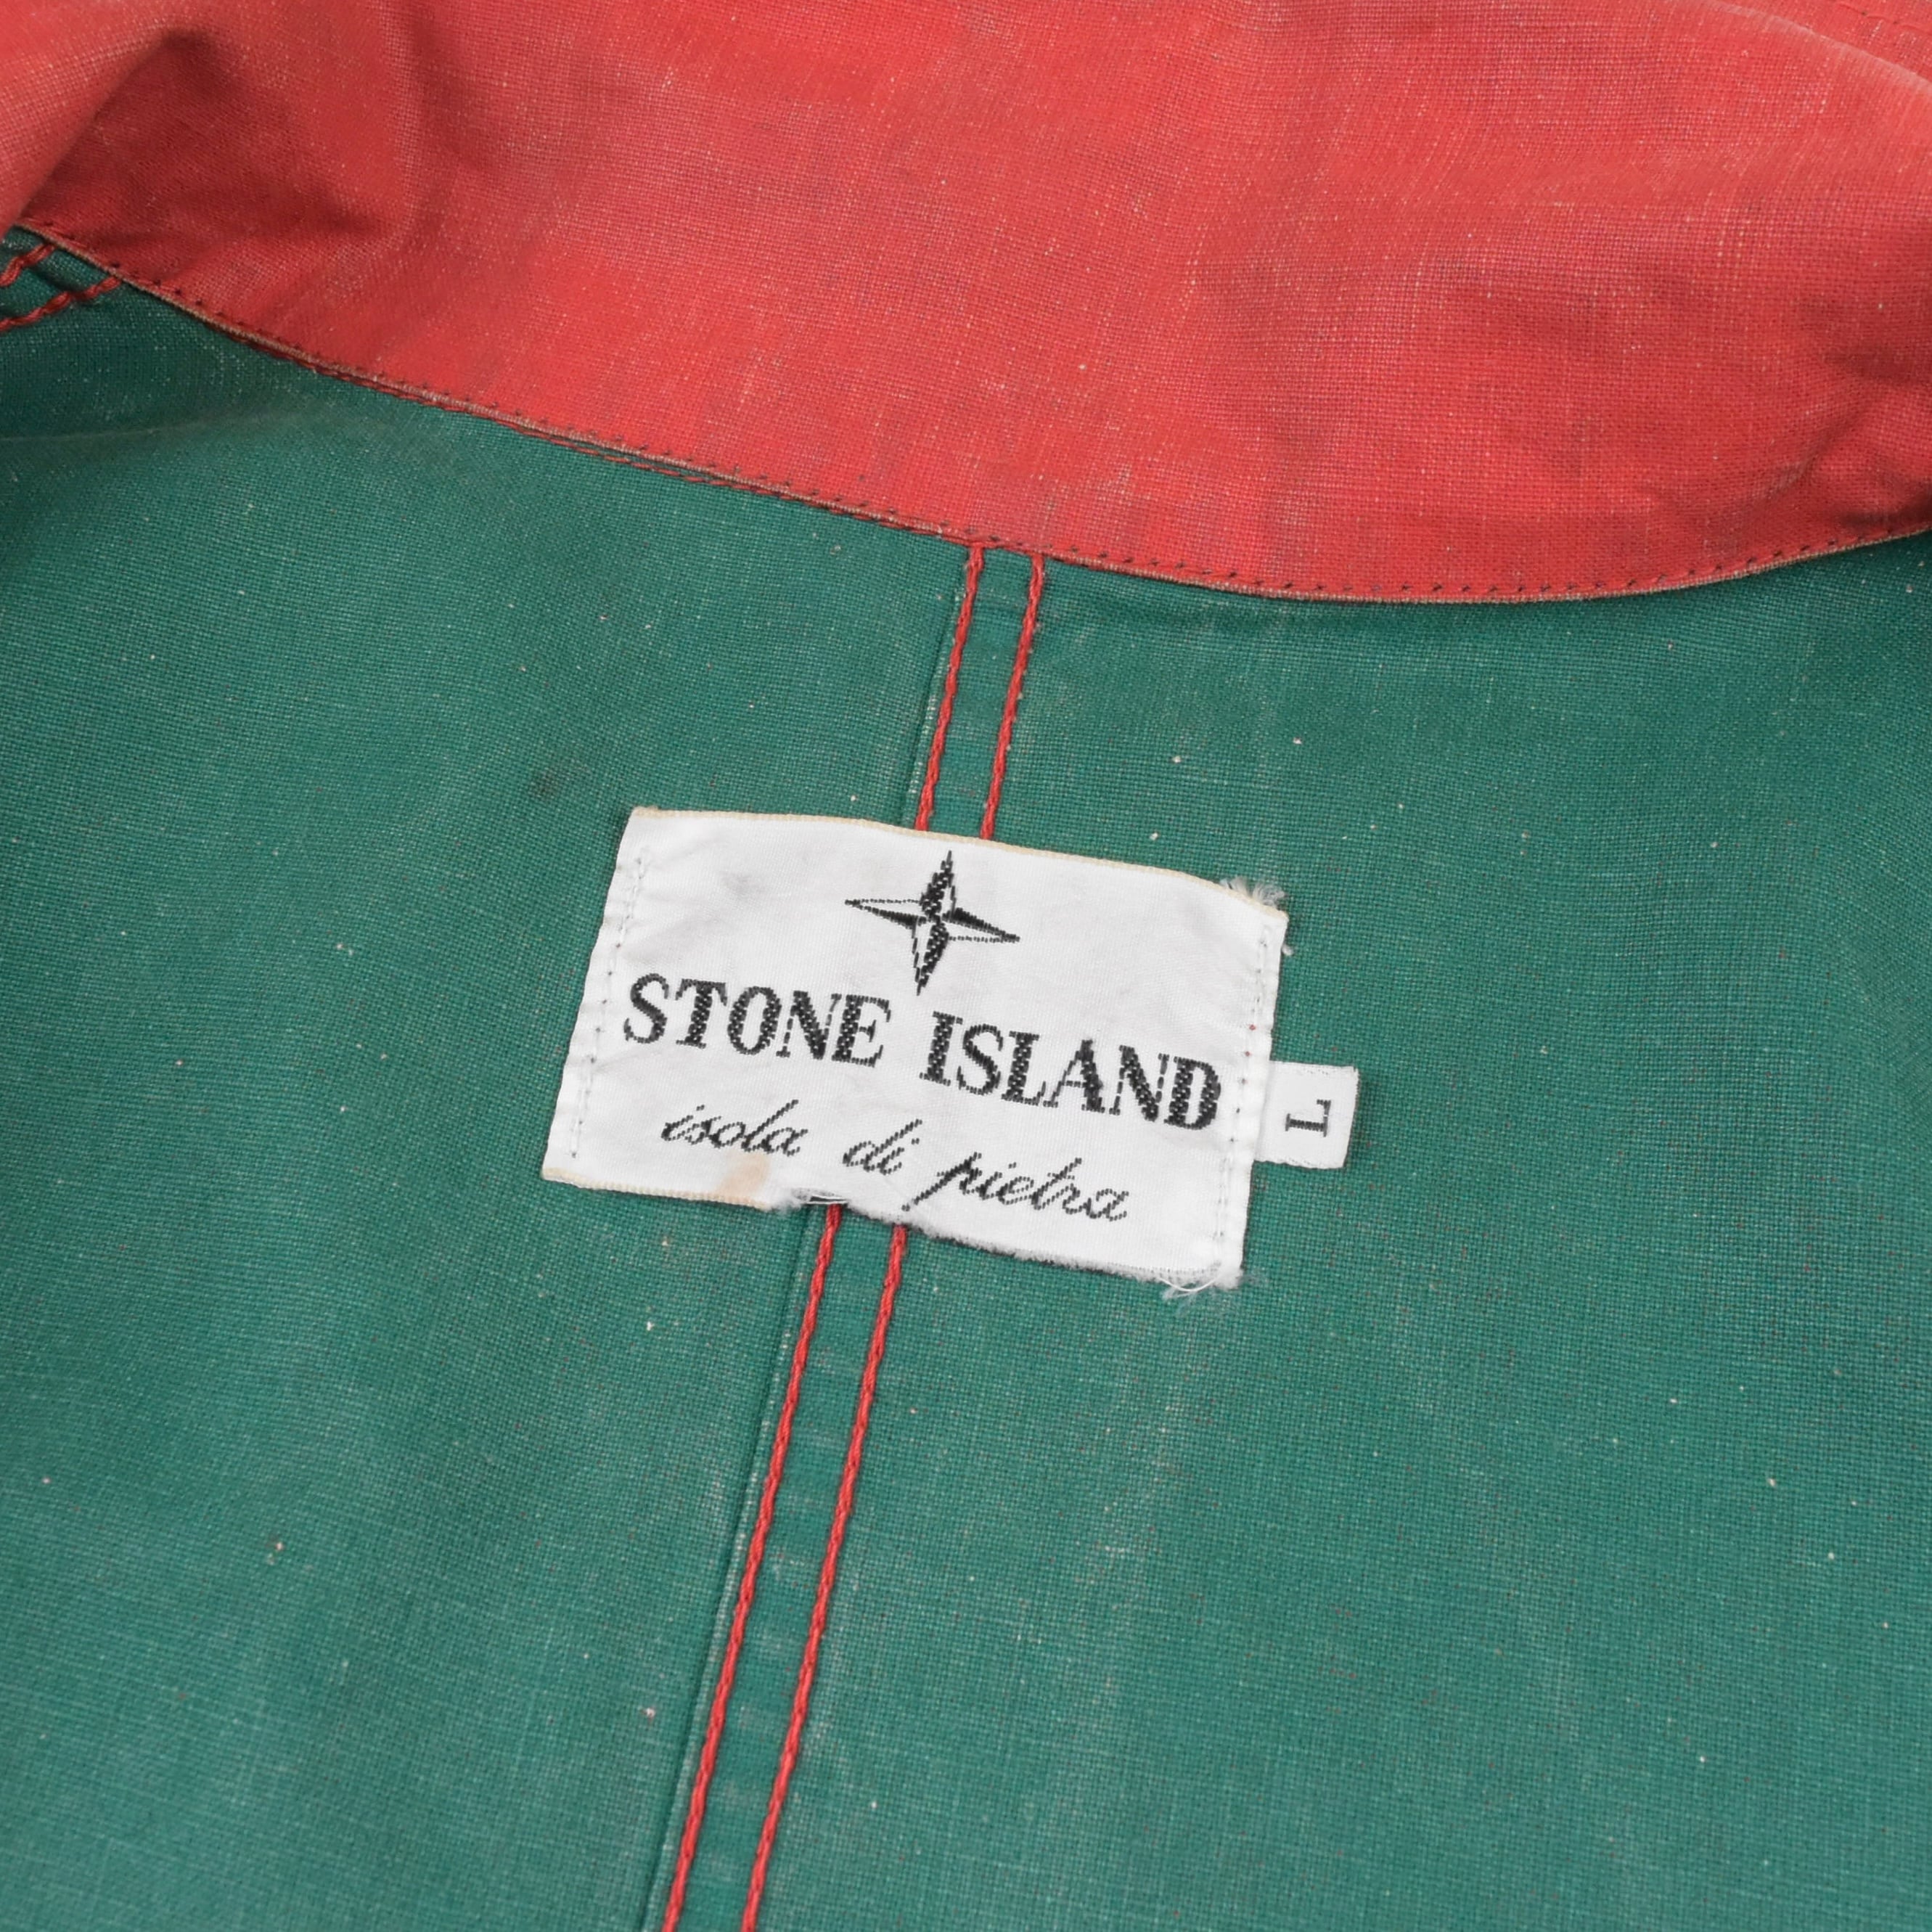 STONE ISLAND
isola di pietra
L